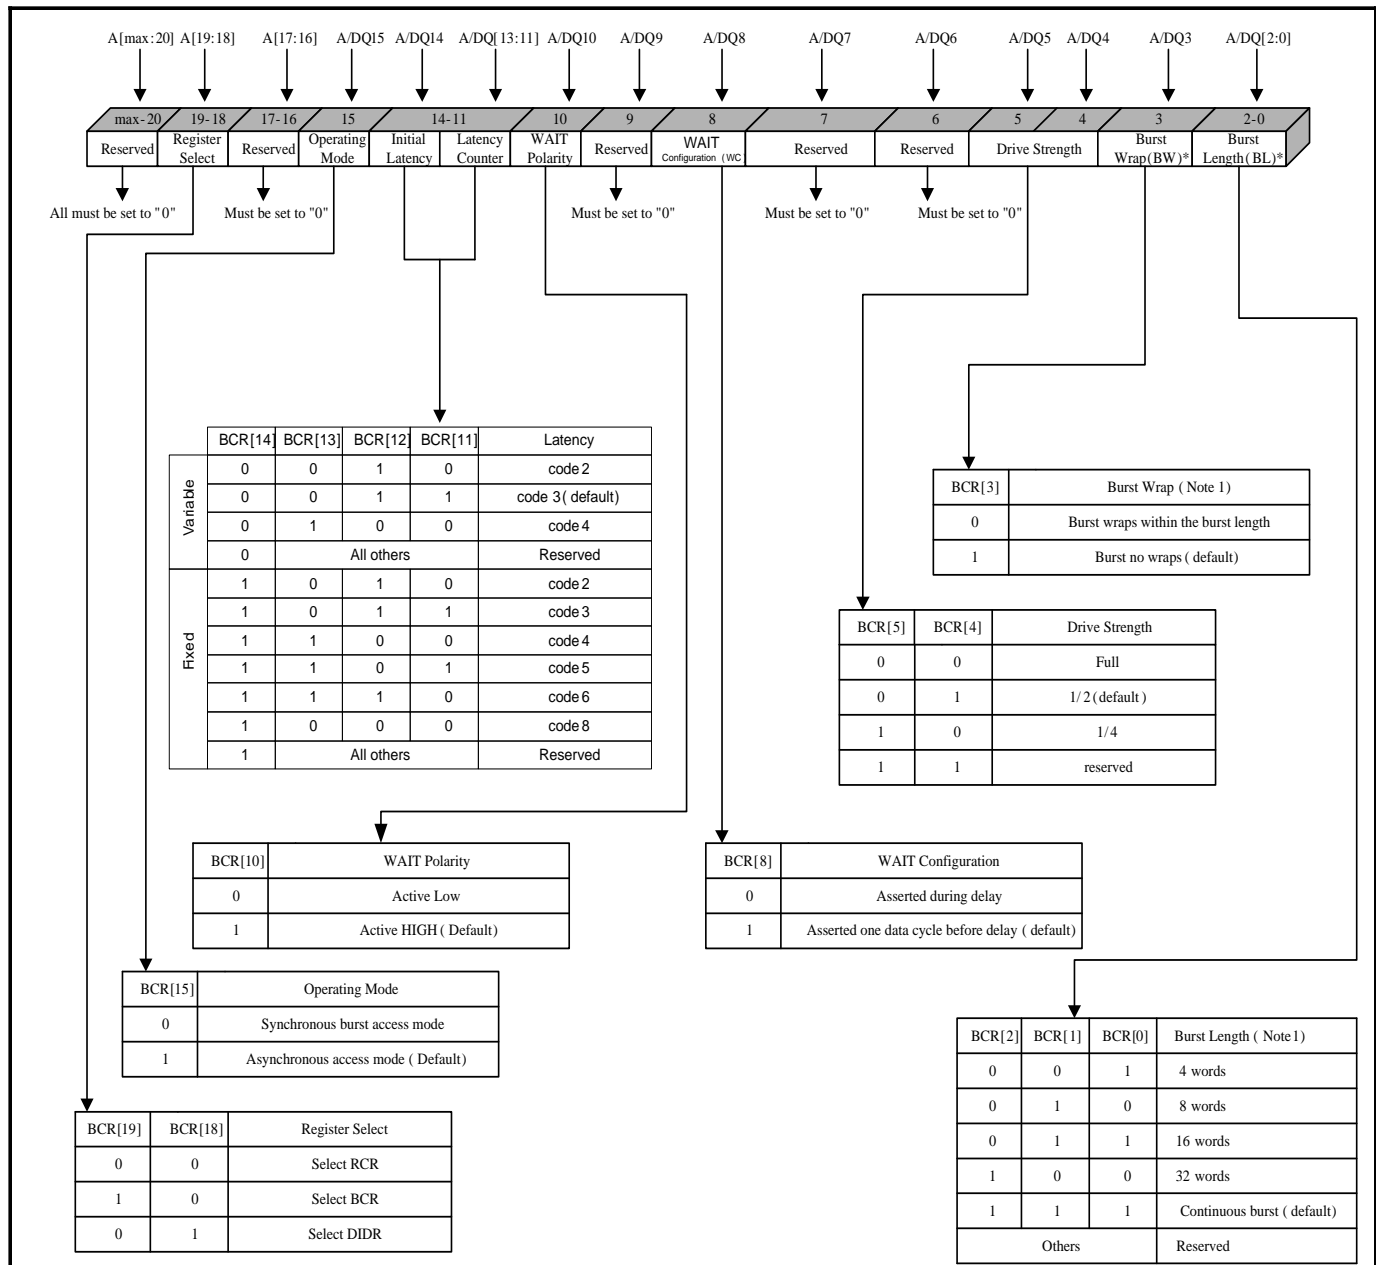 A[max:20] A[19:18] A[17:16] A/DQ15 A/DQ14 A/DQ[13:11] A/DQ10 A/DQ9 A/DQ8 A/DQ7 A/DQ6 A/DQ5 A/DQ4 A/DQ3 A/DQ[2:0]
max-20 19-18 17-16 15 14-11 10 9 8 7 6 5 4 3 2-0
Reserved Register Select Reserved Operating Mode Initial Latency Latency Counter WAIT Polarity Reserved WAIT Configuration (WC) Reserved Reserved Drive Strength Burst Wrap(BW)* Burst Length(BL)*
All must be set to "0" Must be set to "0" Must be set to "0" Must be set to "0" Must be set to "0"
BCR[14] BCR[13] BCR[12] BCR[11] Latency
Variable
0 0 1 0 code 2
0 0 1 1 code 3( default)
0 1 0 0 code 4
0 All others Reserved
Fixed
1 0 1 0 code 2
1 0 1 1 code 3
1 1 0 0 code 4
1 1 0 1 code 5
1 1 1 0 code 6
1 0 0 0 code 8
1 All others Reserved
BCR[3] Burst Wrap ( Note 1)
0 Burst wraps within the burst length
1 Burst no wraps ( default)
BCR[5] BCR[4] Drive Strength
0 0 Full
0 1 1/2 (default )
1 0 1/4
1 1 reserved
BCR[10] WAIT Polarity
0 Active Low
1 Active HIGH ( Default)
BCR[8] WAIT Configuration
0 Asserted during delay
1 Asserted one data cycle before delay ( default)
BCR[15] Operating Mode
0 Synchronous burst access mode
1 Asynchronous access mode ( Default)
BCR[2] BCR[1] BCR[0] Burst Length ( Note 1)
0 0 1 4 words
0 1 0 8 words
0 1 1 16 words
1 0 0 32 words
1 1 1 Continuous burst ( default)
Others Reserved
BCR[19] BCR[18] Register Select
0 0 Select RCR
1 0 Select BCR
0 1 Select DIDR